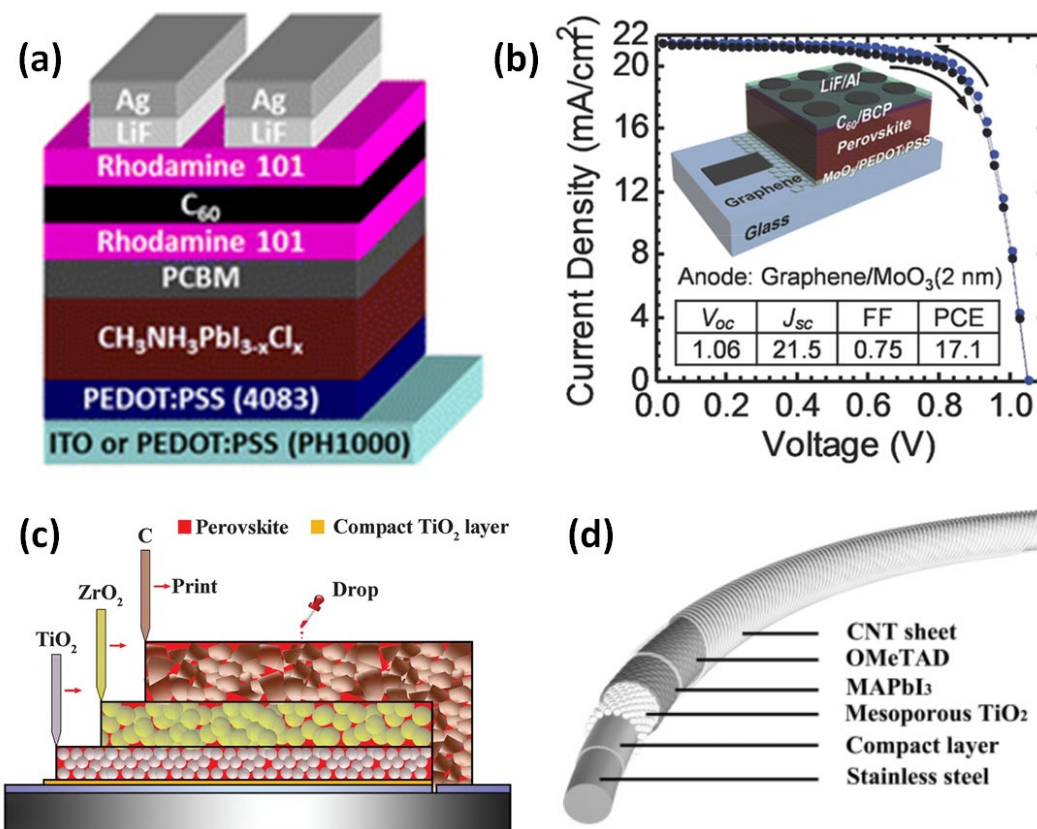 (a)
Ag
Ag
LiF
LiF
Rhodamine 101
C₆₀
Rhodamine 101
PCBM
CH₃NH₃PbI₃₋ₓClₓ
PEDOT:PSS (4083)
ITO or PEDOT:PSS (PH1000)
(b)
Current Density (mA/cm²)
22
20
16
12
8
4
0
0.0
0.2
0.4
0.6
0.8
1.0
Voltage (V)
LiF/Al
C₆₀/BCP
Perovskite
MoO₃/PEDOT:PSS
Graphene
Glass
Anode: Graphene/MoO₃(2 nm)
Voc Jsc FF PCE
1.06 21.5 0.75 17.1
(c)
Perovskite
Compact TiO₂ layer
C
Print
Drop
ZrO₂
TiO₂
(d)
CNT sheet
OMeTAD
MAPbI₃
Mesoporous TiO₂
Compact layer
Stainless steel